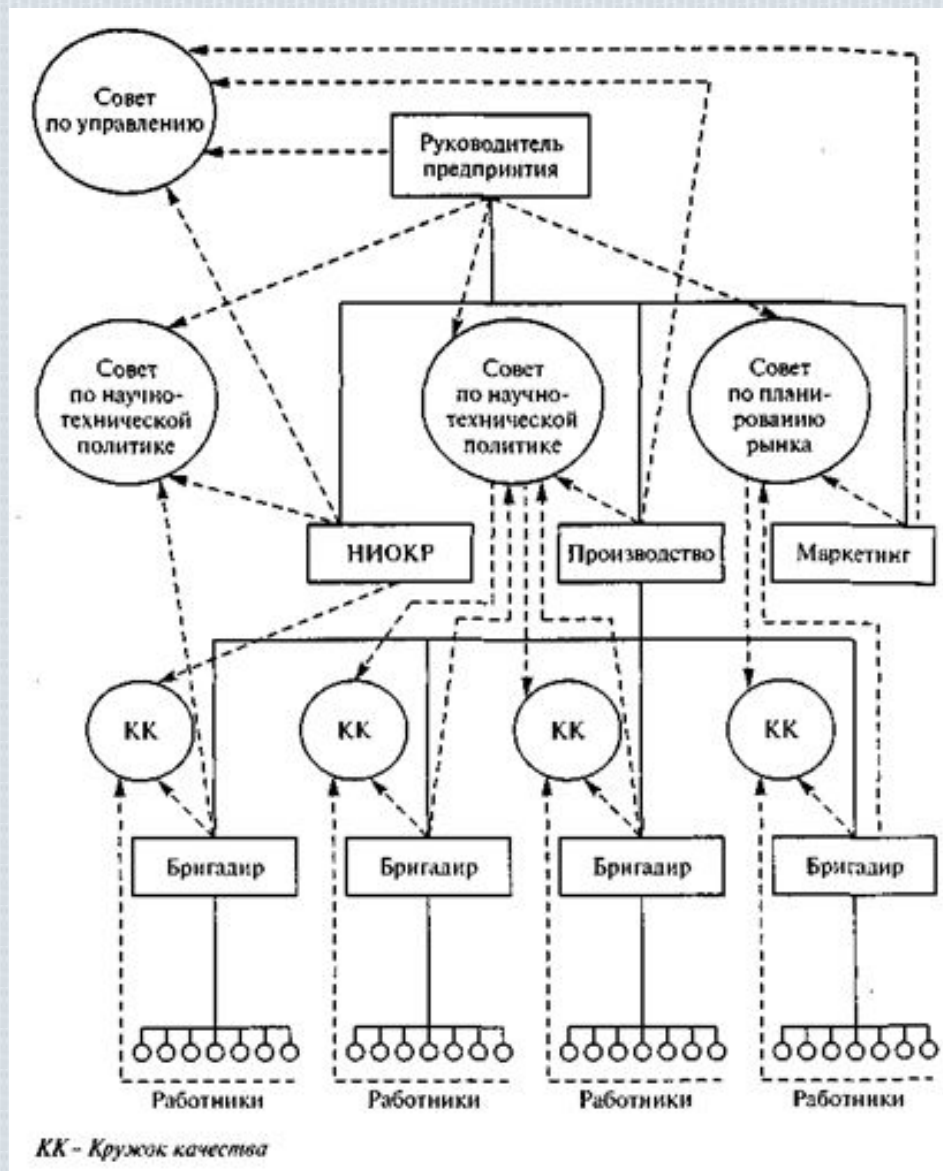 Совет
по управлению
Руководитель
предприятия
Совет
по научно-
технической
политике
Совет
по научно-
технической
политике
Совет
по плани-
рованию
рынка
НИОКР
Производство
Маркетинг
КК
КК
КК
КК
Бригадир
Бригадир
Бригадир
Бригадир
Работники
Работники
Работники
Работники
КК – Кружок качества